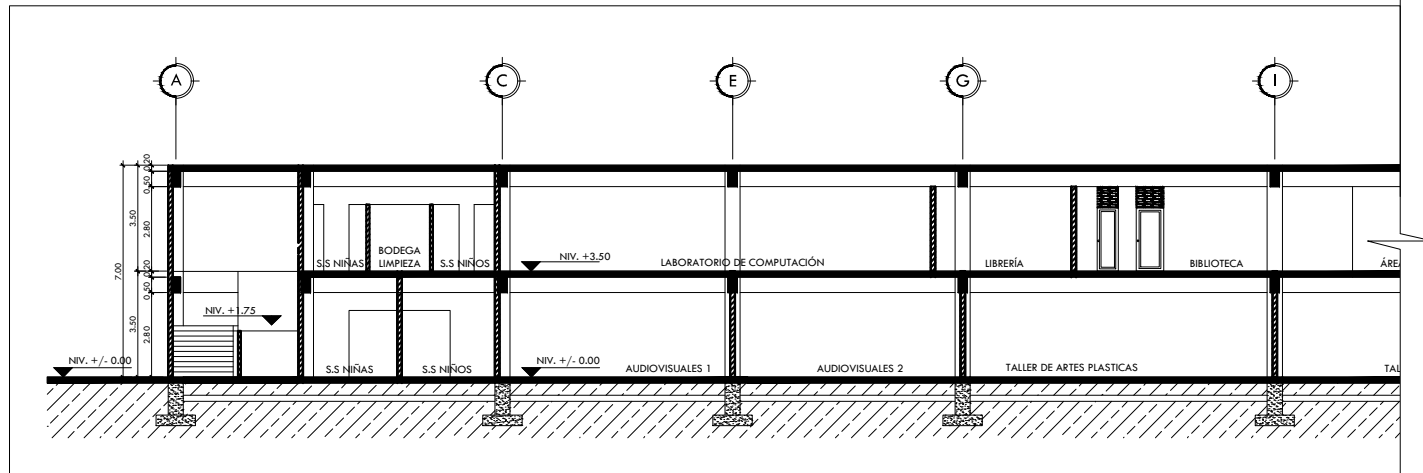 A
C
E
G
I
0.20
0.50
3.50
2.80
7.00
0.20
0.50
3.50
2.80
S.S NIÑAS
BODEGA
LIMPIEZA
S.S NIÑOS
NIV. +3.50
LABORATORIO DE COMPUTACIÓN
LIBRERÍA
BIBLIOTECA
ÁREA
NIV. +1.75
NIV. +/- 0.00
S.S NIÑAS
S.S NIÑOS
NIV. +/- 0.00
AUDIOVISUALES 1
AUDIOVISUALES 2
TALLER DE ARTES PLASTICAS
TAL